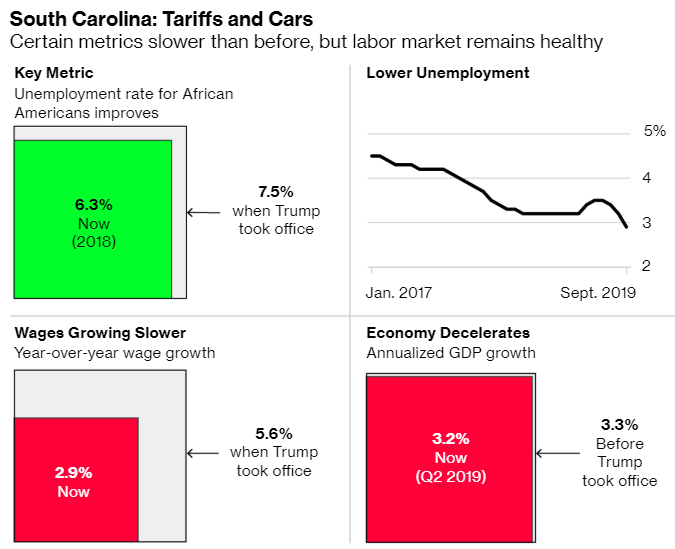 South Carolina: Tariffs and Cars
Certain metrics slower than before, but labor market remains healthy
Key Metric
Unemployment rate for African
Americans improves
6.3%
Now
(2018)
7.5%
when Trump
took office
Lower Unemployment
5%
4
3
2
Jan. 2017
Sept. 2019
Wages Growing Slower
Year-over-year wage growth
2.9%
Now
5.6%
when Trump
took office
Economy Decelerates
Annualized GDP growth
3.2%
Now
(Q2 2019)
3.3%
Before
Trump
took office